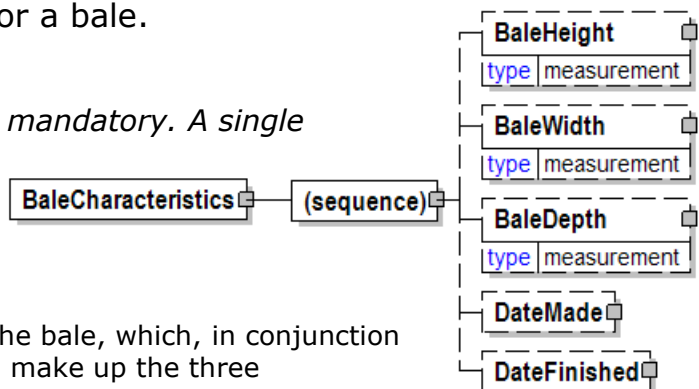 or a bale.
mandatory. A single
he bale, which, in conjunction
make up the three
BaleCharacteristics
(sequence)
BaleHeight
type measurement
BaleWidth
type measurement
BaleDepth
type measurement
DateMade
DateFinished